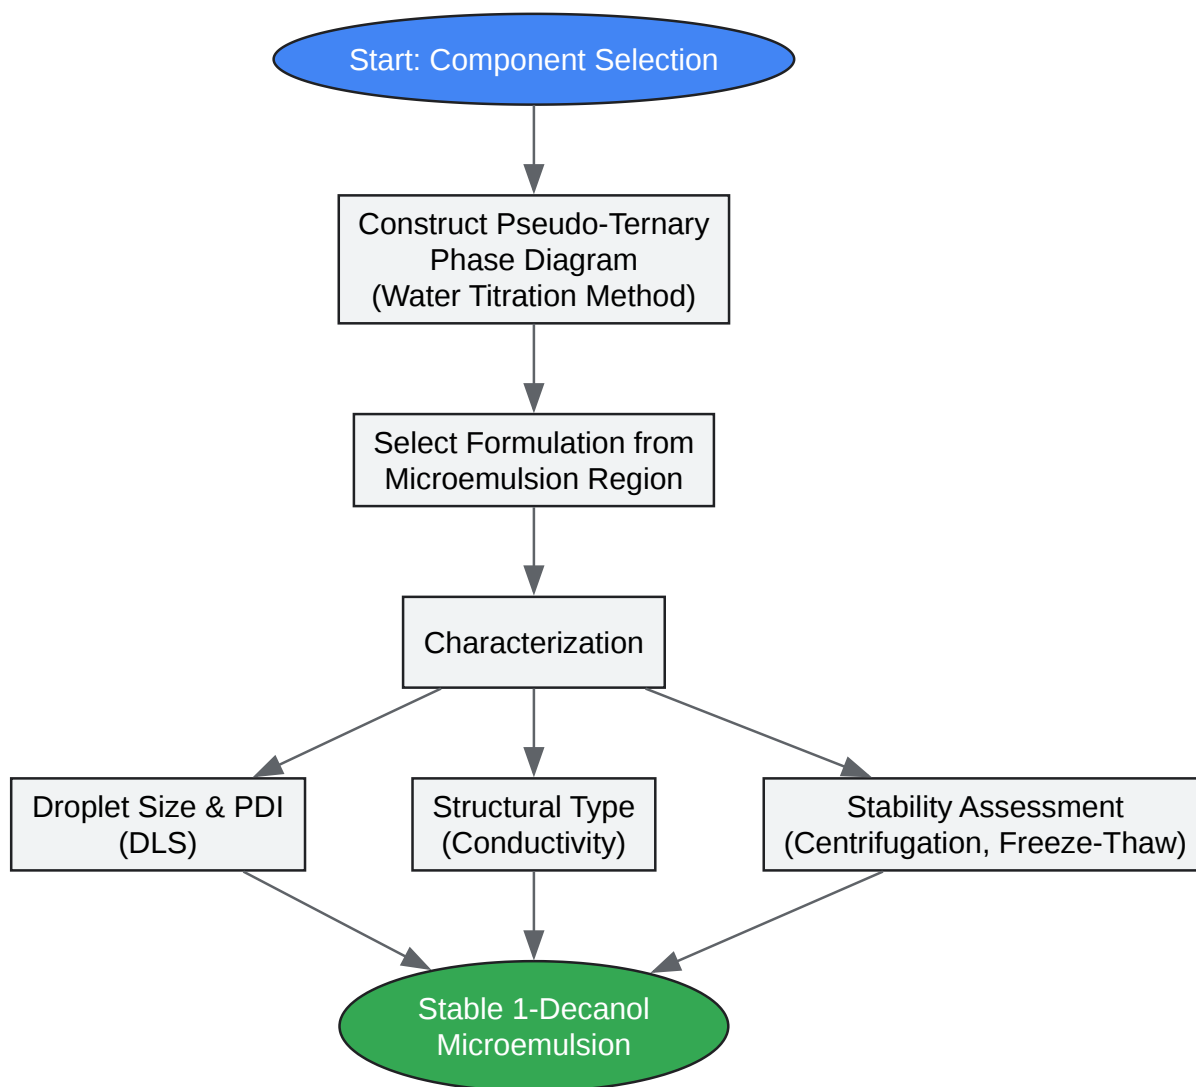 Start: Component Selection
Construct Pseudo-Ternary
Phase Diagram
(Water Titration Method)
Select Formulation from
Microemulsion Region
Characterization
Droplet Size & PDI
(DLS)
Structural Type
(Conductivity)
Stability Assessment
(Centrifugation, Freeze-Thaw)
Stable 1-Decanol
Microemulsion